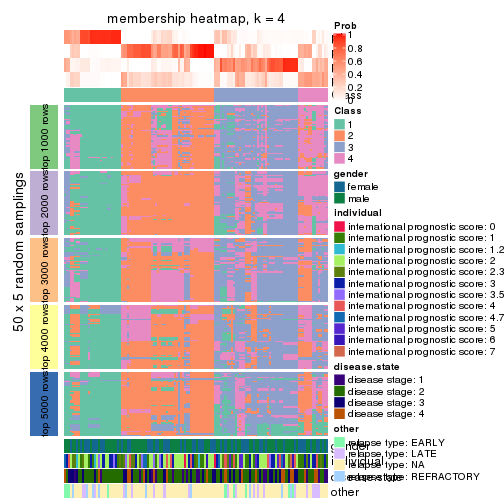 membership heatmap, k = 4
50 x 5 random samplings
top 1000 rows
top 2000 rows
top 3000 rows
top 4000 rows
top 5000 rows
Prob
1
0.8
0.6
0.4
0.2
0
Class
1
2
3
4
gender
female
male
individual
international prognostic score: 0
international prognostic score: 1
international prognostic score: 1.2
international prognostic score: 2
international prognostic score: 2.3
international prognostic score: 3
international prognostic score: 3.5
international prognostic score: 4
international prognostic score: 4.7
international prognostic score: 5
international prognostic score: 6
international prognostic score: 7
disease.state
disease stage: 1
disease stage: 2
disease stage: 3
disease stage: 4
other
relapse type: EARLY
relapse type: LATE
relapse type: NA
relapse type: REFRACTORY
gender
individual
disease.state
other